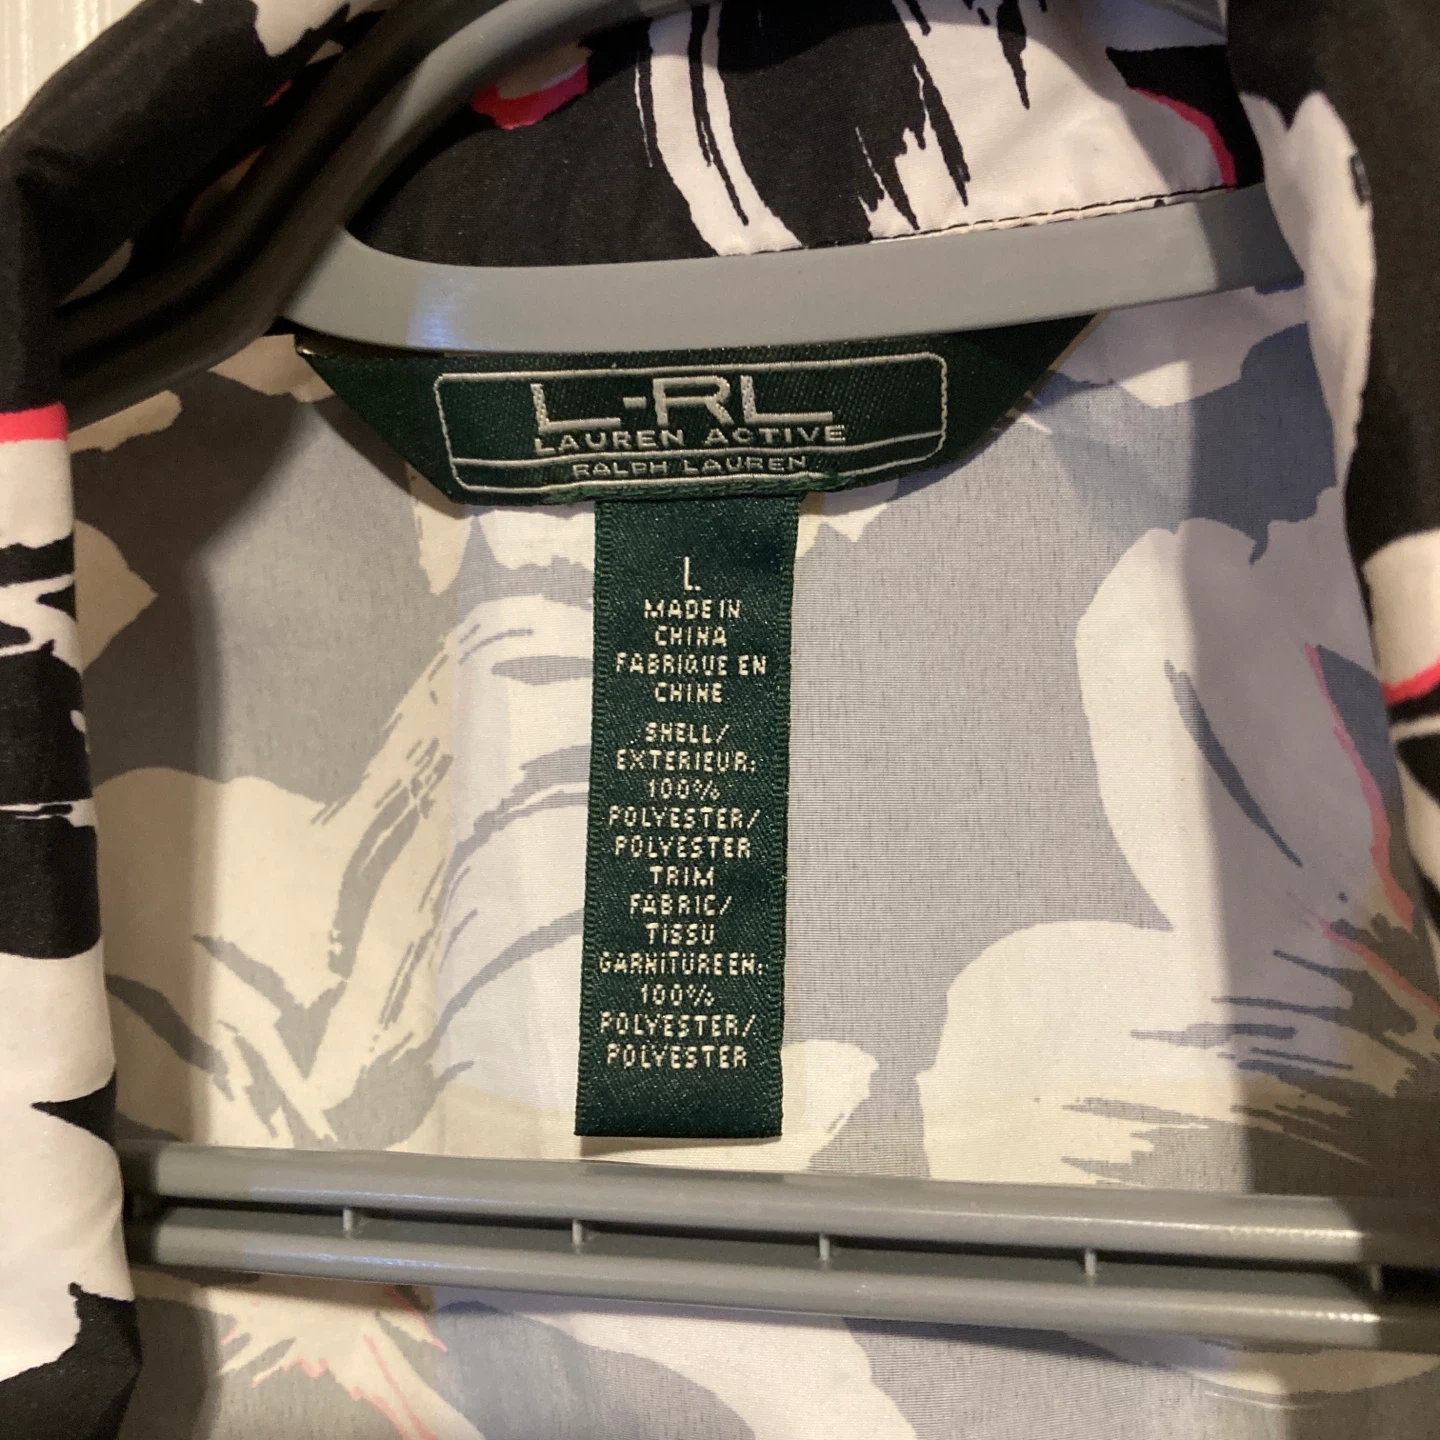 L-RL
LAUREN ACTIVE
RALPH LAUREN
L
MADE IN
CHINA
FABRIQUE EN
CHINE
SHELL/
EXTERIEUR:
100%
POLYESTER/
POLYESTER
TRIM
FABRIC/
TISSU
GARNITURE EN:
100%
POLYESTER/
POLYESTER